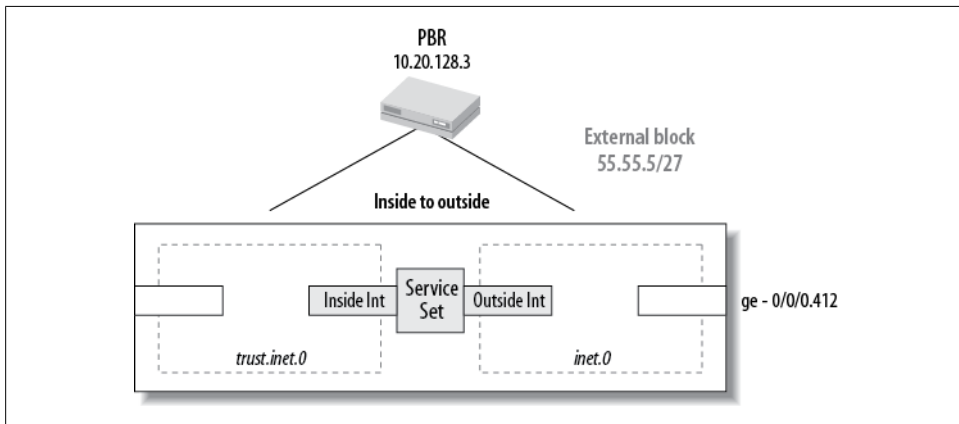 PBR
10.20.128.3
External block
55.55.5/27
Inside to outside
Inside Int
Service
Set
Outside Int
ge - 0/0/0.412
trust.inet.0
inet.0